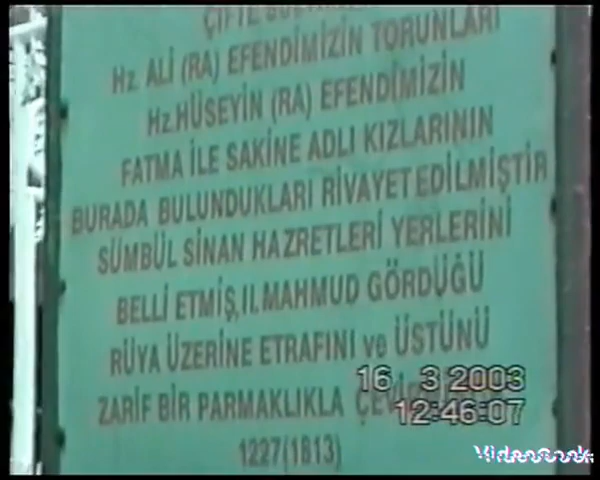 ÇİFTE
Hz. ALİ (RA) EFENDİMİZİN TORUNLARI
Hz.HÜSEYİN (RA) EFENDİMİZİN
FATMA İLE SAKİNE ADLI KIZLARININ
BURADA BULUNDUKLARI RİVAYET EDİLMİŞTİR
SÜMBÜL SİNAN HAZRETLERİ YERLERİNİ
BELLİ ETMİŞ, II. MAHMUD GÖRDÜĞÜ
RÜYA ÜZERİNE ETRAFINI ve ÜSTÜNÜ
ZARİF BİR PARMAKLIKLA
1227(1813)
16 3 2003
12:46:07